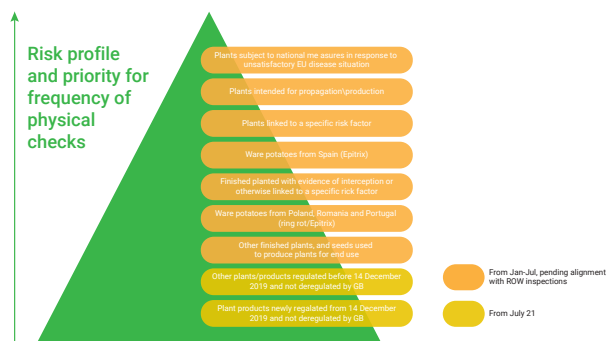 Risk profile
and priority for
frequency of
physical
checks
Plants subject to national me asures in response to
unsatisfactory EU disease situation
Plants intended for propagation\production
Plants linked to a specific risk factor
Ware potatoes from Spain (Epitrix)
Finished planted with evidence of interception or
otherwise linked to a specific risk factor
Ware potatoes from Poland, Romania and Portugal
(ring rot/Epitrix)
Other finished plants, and seeds used
to produce plants for end use
Other plants/products regulated before 14 December
2019 and not deregulated by GB
Plant products newly regalated from 14 December
2019 and not deregulated by GB
From Jan-Jul, pending alignment
with ROW inspections
From July 21